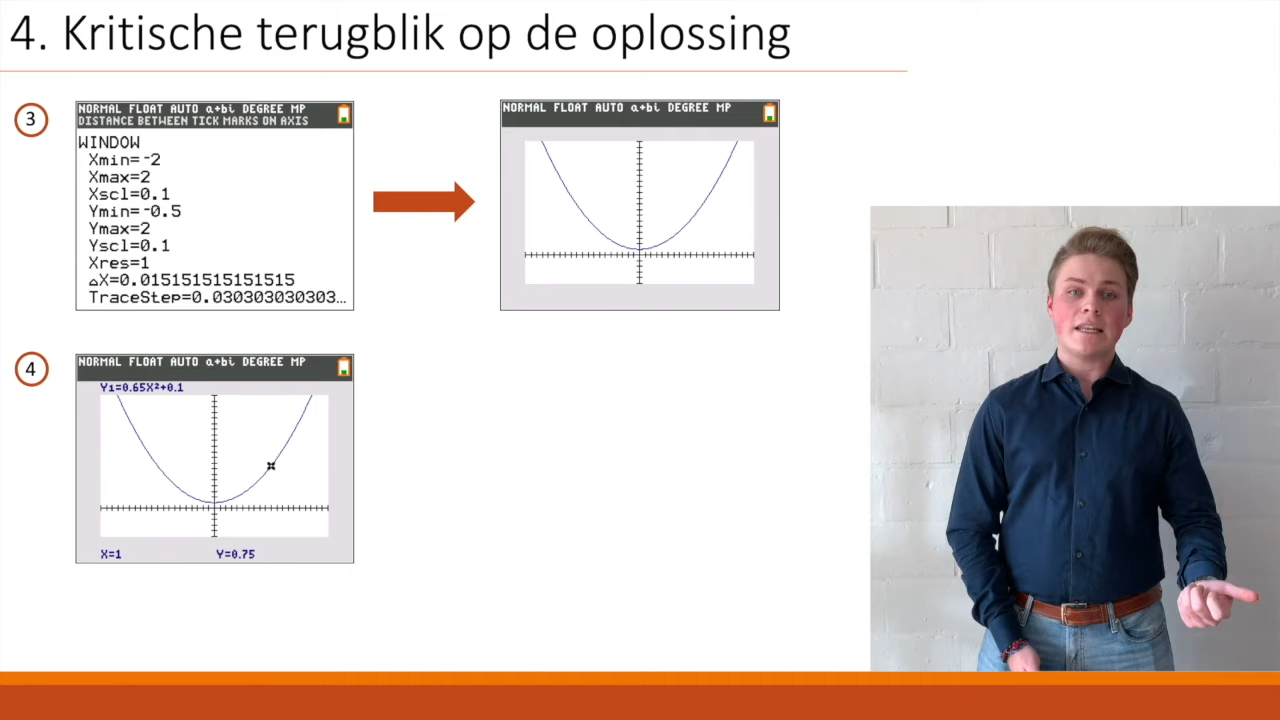 4. Kritische terugblik op de oplossing
3
NORMAL FLOAT AUTO a+bi DEGREE MP
DISTANCE BETWEEN TICK MARKS ON AXIS
WINDOW
Xmin=-2
Xmax=2
Xscl=0.1
Ymin=-0.5
Ymax=2
Yscl=0.1
Xres=1
△X=0.015151515151515
TraceStep=0.030303030303...
NORMAL FLOAT AUTO a+bi DEGREE MP
4
NORMAL FLOAT AUTO a+bi DEGREE MP
Y₁=0.65X²+0.1
X=1 Y=0.75